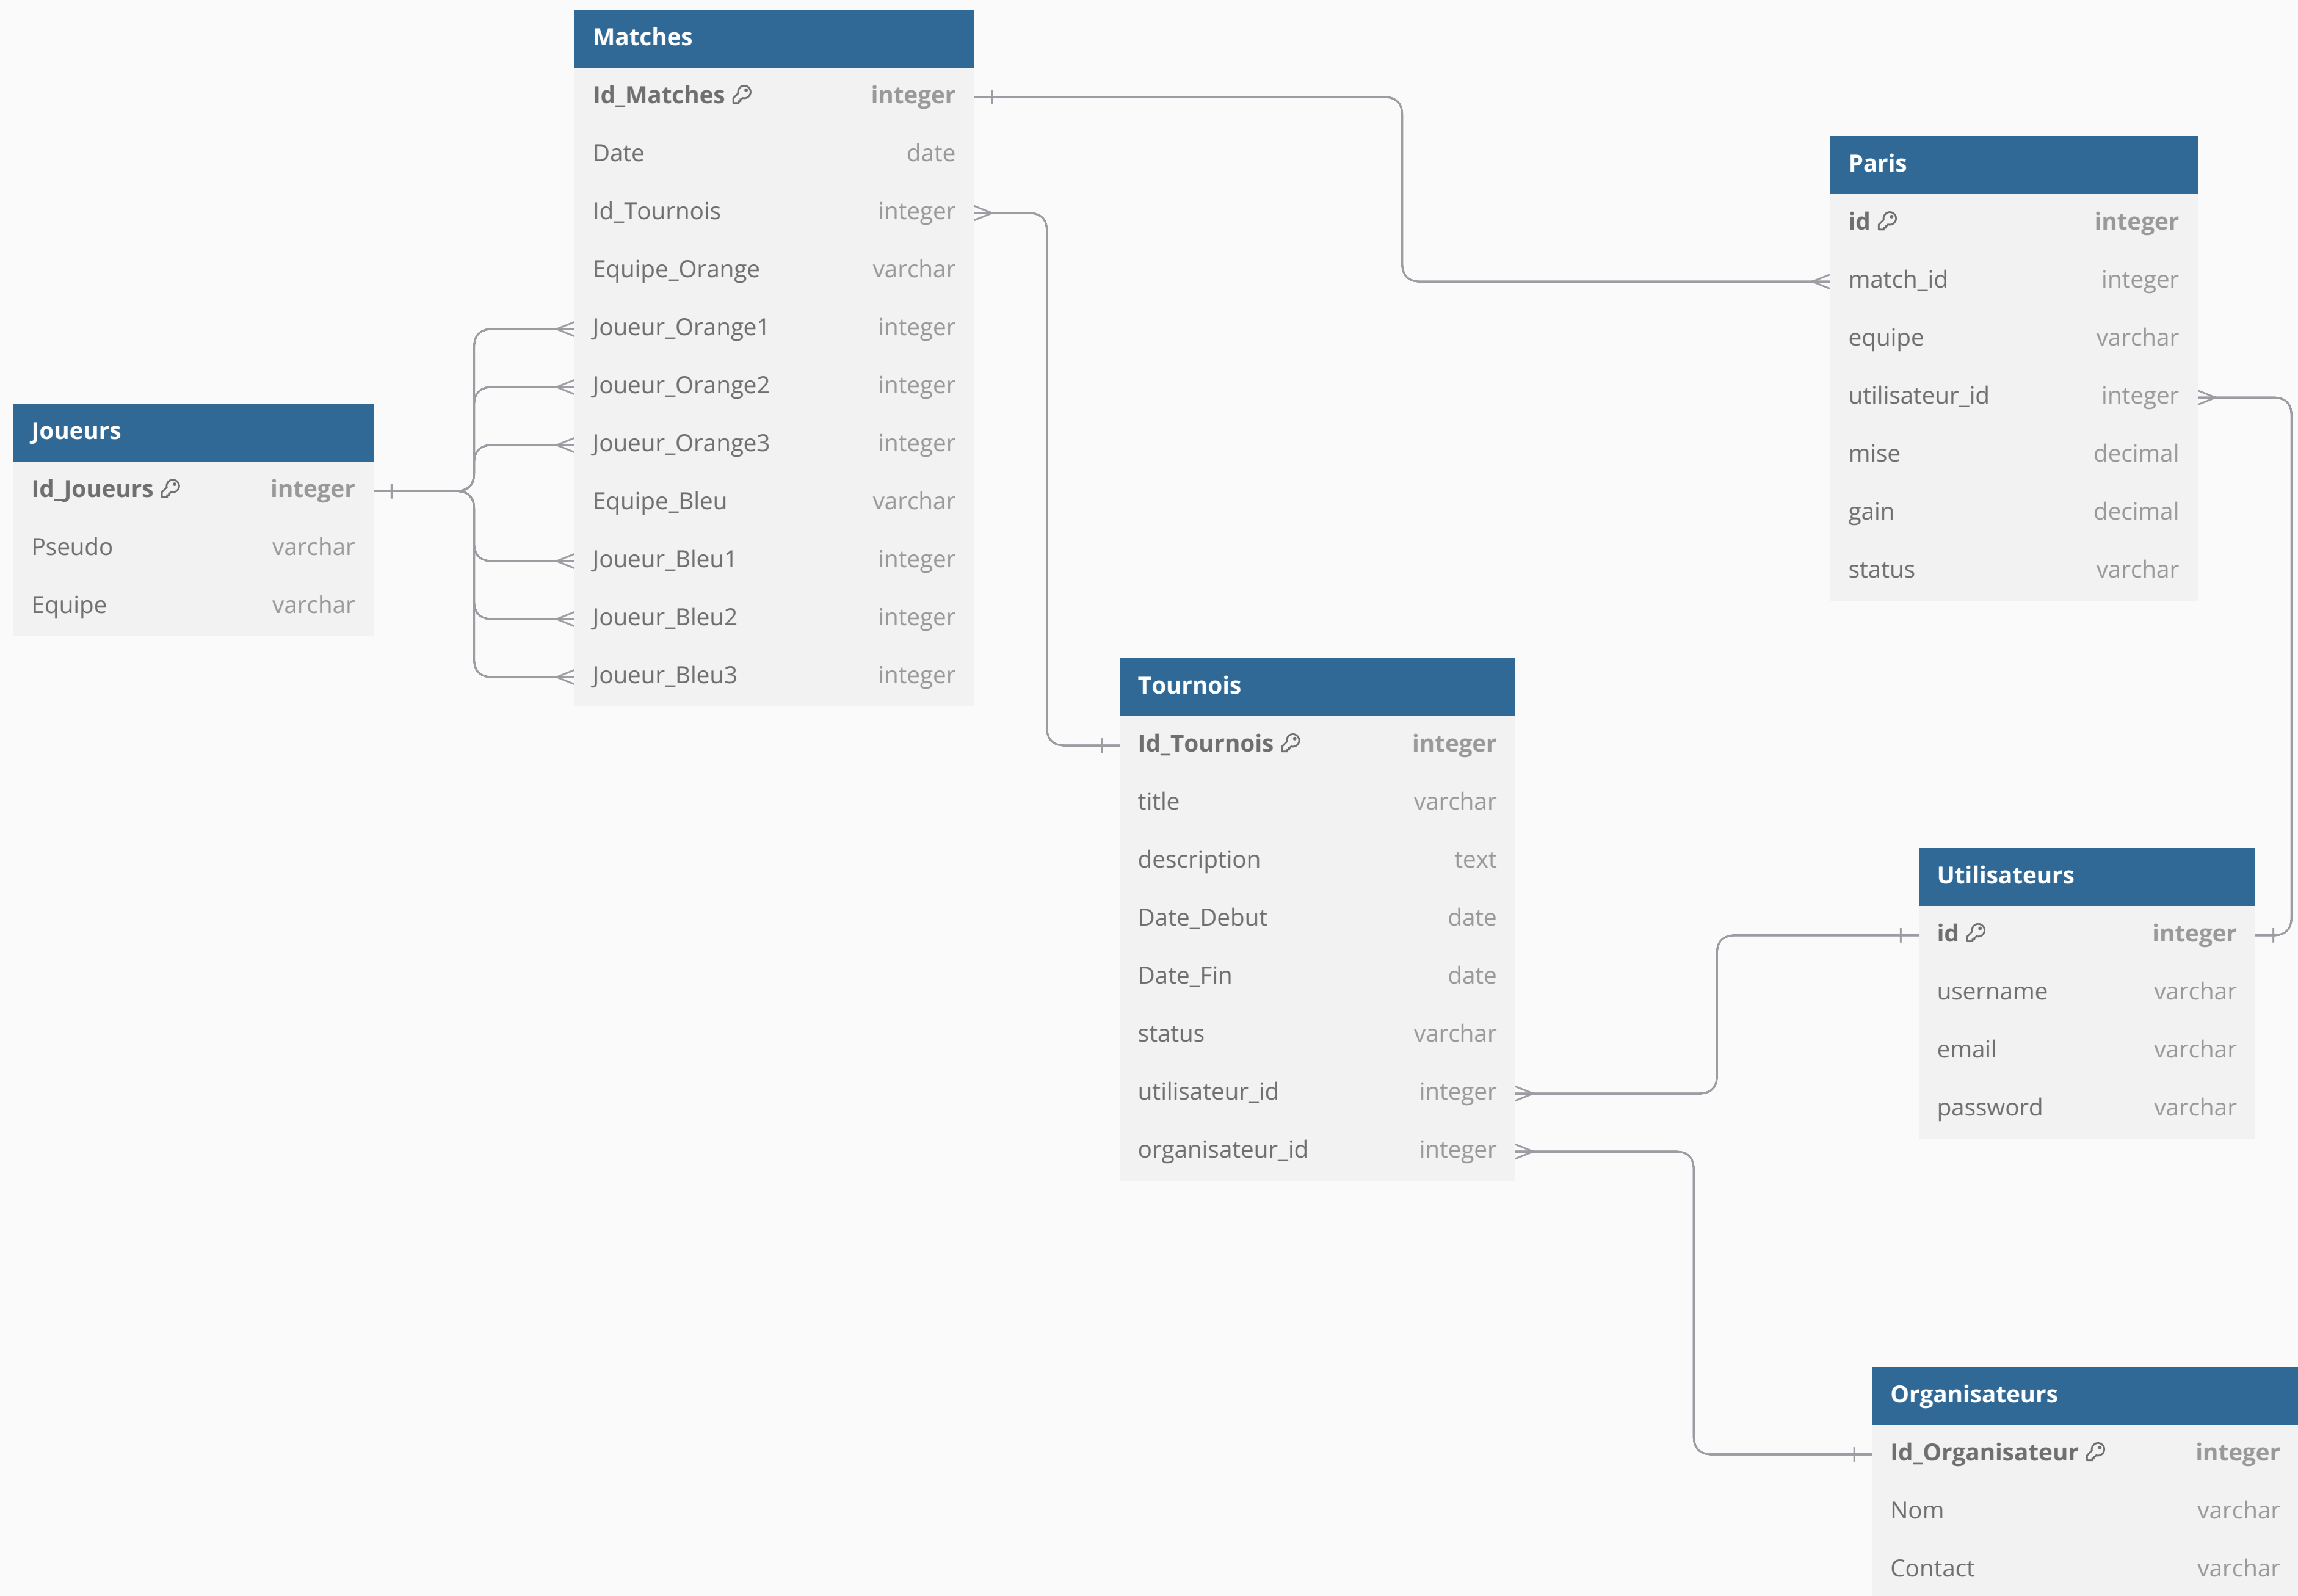 Matches
Id_Matches integer
Date date
Id_Tournois integer
Equipe_Orange varchar
Joueur_Orange1 integer
Joueur_Orange2 integer
Joueur_Orange3 integer
Equipe_Bleu varchar
Joueur_Bleu1 integer
Joueur_Bleu2 integer
Joueur_Bleu3 integer
Paris
id integer
match_id integer
equipe varchar
utilisateur_id integer
mise decimal
gain decimal
status varchar
Joueurs
Id_Joueurs integer
Pseudo varchar
Equipe varchar
Tournois
Id_Tournois integer
title varchar
description text
Date_Debut date
Date_Fin date
status varchar
utilisateur_id integer
organisateur_id integer
Utilisateurs
id integer
username varchar
email varchar
password varchar
Organisateurs
Id_Organisateur integer
Nom varchar
Contact varchar